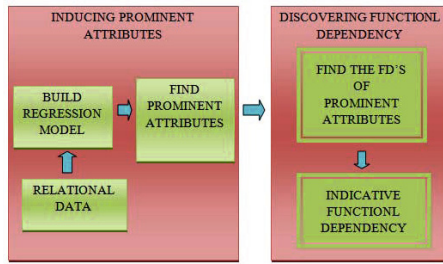 INDUCING PROMINENT
ATTRIBUTES
BUILD
REGRESSION
MODEL
FIND
PROMINENT
ATTRIBUTES
RELATIONAL
DATA
DISCOVERING FUNCTIONL
DEPENDENCY
FIND THE FD'S
OF
PROMINENT
ATTRIBUTES
INDICATIVE
FUNCTIONL
DEPENDENCY